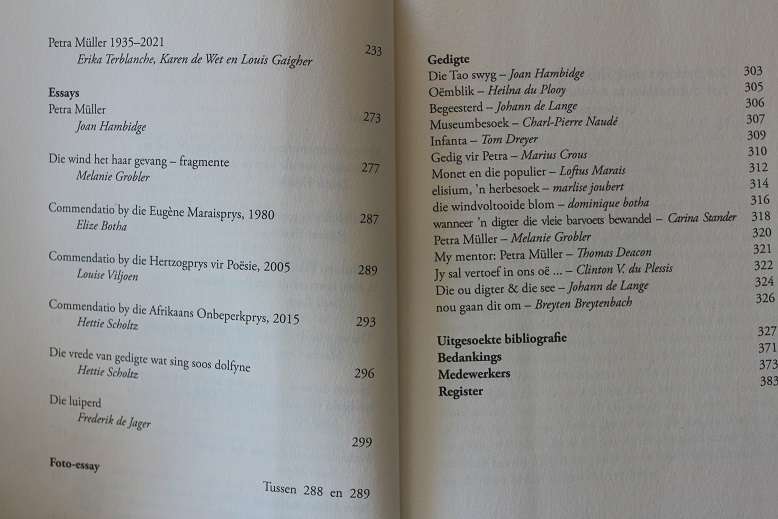 Petra Müller 1935–2021
Erika Terblanche, Karen de Wet en Louis Gaigher 233
Essays
Petra Müller
Joan Hambidge 273
Die wind het haar gevang – fragmente
Melanie Grobler 277
Commendatio by die Eugène Maraisprys, 1980
Elize Botha 287
Commendatio by die Hertzogprys vir Poësie, 2005
Louise Viljoen 289
Commendatio by die Afrikaans Onbeperkprys, 2015
Hettie Scholtz 293
Die vrede van gedigte wat sing soos dolfyne
Hettie Scholtz 296
Die luiperd
Frederik de Jager
299
Foto-essay
Tussen 288 en 289
Gedigte
Die Tao swyg – Joan Hambidge 303
Oëmblik – Heilna du Plooy 305
Begeesterd – Johann de Lange 306
Museumbesoek – Charl-Pierre Naudé 307
Infanta – Tom Dreyer 309
Gedig vir Petra – Marius Crous 310
Monet en die populier – Loftus Marais 312
elisium, 'n herbesoek – marlise joubert 314
die windvoltooide blom – dominique botha 316
wanneer 'n digter die vleie barvoets bewandel – Carina Stander 318
Petra Müller – Melanie Grobler 320
My mentor: Petra Müller – Thomas Deacon 321
Jy sal vertoef in ons oë ... – Clinton V. du Plessis 322
Die ou digter & die see – Johann de Lange 324
nou gaan dit om – Breyten Breytenbach 326
Uitgesoekte bibliografie 327
Bedankings 371
Medewerkers 373
Register 383